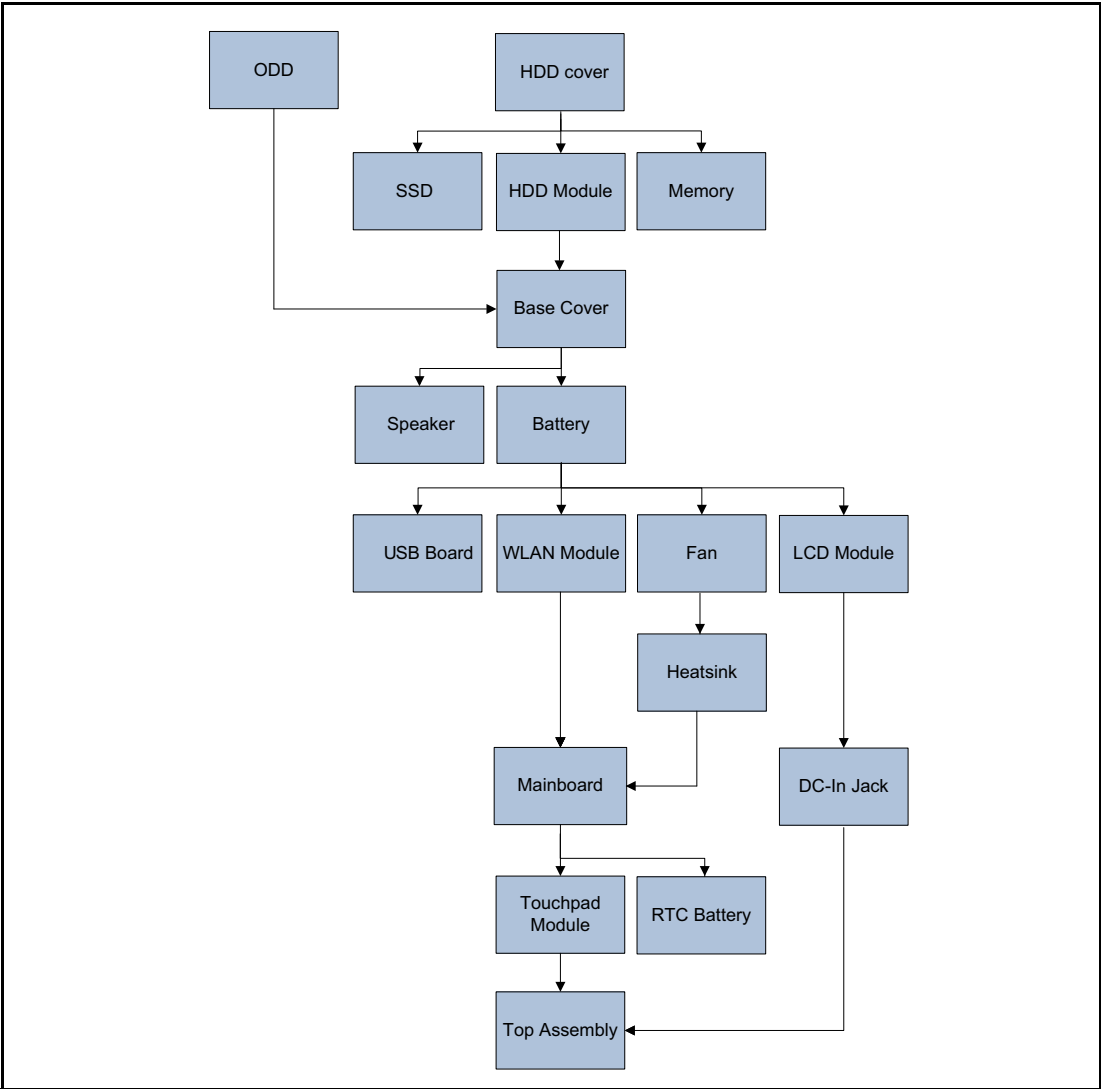 ODD
HDD cover
SSD
HDD Module
Memory
Base Cover
Speaker
Battery
USB Board
WLAN Module
Fan
LCD Module
Heatsink
Mainboard
DC-In Jack
Touchpad
Module
RTC Battery
Top Assembly